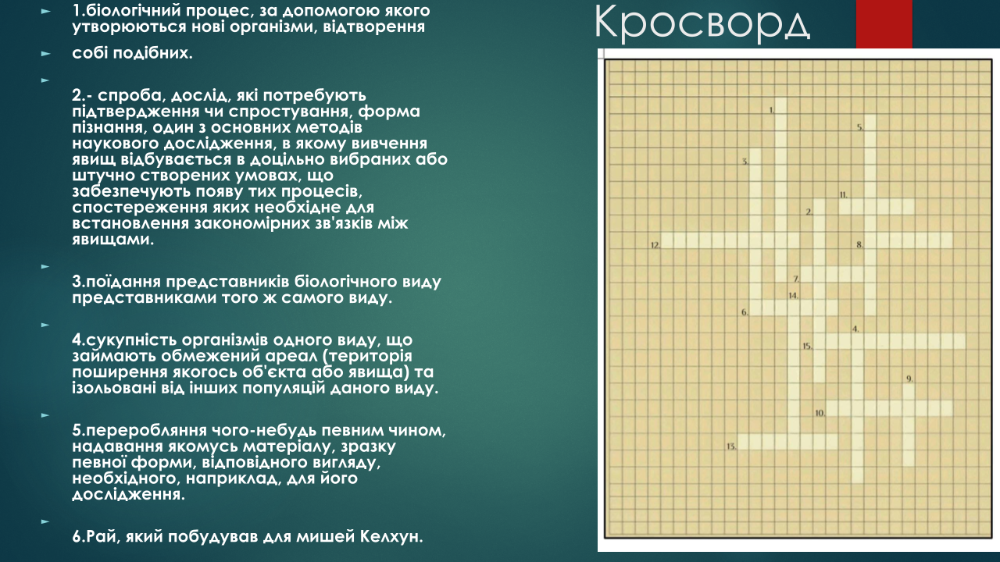 Кросворд
1.біологічний процес, за допомогою якого
утворюються нові організми, відтворення
собі подібних.
2.- спроба, дослід, які потребують
підтвердження чи спростування, форма
пізнання, один з основних методів
наукового дослідження, в якому вивчення
явищ відбувається в доцільно вибраних або
штучно створених умовах, що
забезпечують появу тих процесів,
спостереження яких необхідне для
встановлення закономірних зв'язків між
явищами.
3.поїдання представників біологічного виду
представниками того ж самого виду.
4.сукупність організмів одного виду, що
займають обмежений ареал (територія
поширення якогось об'єкта або явища) та
ізольовані від інших популяцій даного виду.
5.переробляння чого-небудь певним чином,
надавання якомусь матеріалу, зразку
певної форми, відповідного вигляду,
необхідного, наприклад, для його
дослідження.
6.Рай, який побудував для мишей Келхун.
1.
5.
3.
11.
2.
12.
8.
7.
14.
6.
4.
15.
9.
10.
13.